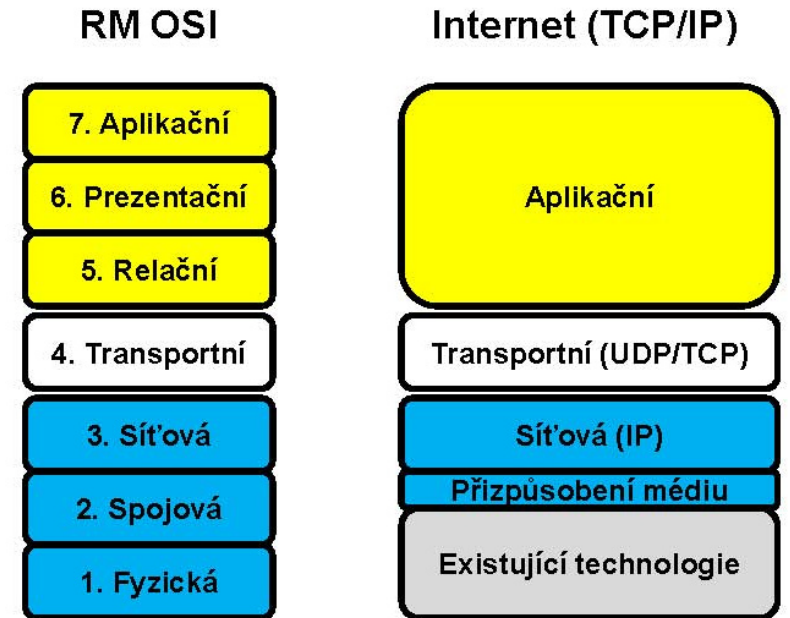 RM OSI
7. Aplikační
6. Prezentační
5. Relační
4. Transportní
3. Síťová
2. Spojová
1. Fyzická
Internet (TCP/IP)
Aplikační
Transportní (UDP/TCP)
Síťová (IP)
Přizpůsobení médiu
Existující technologie